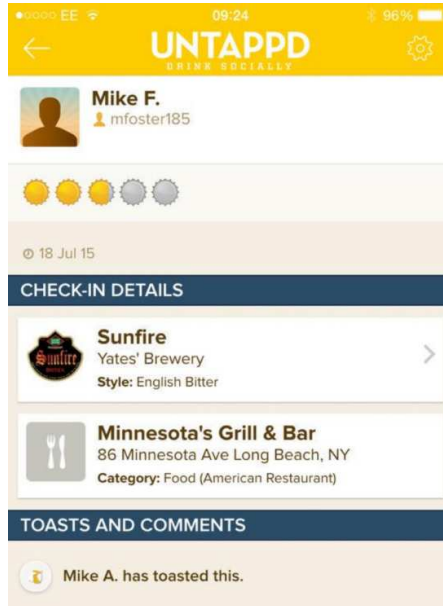 EE 09:24 96%
UNTAPPD
DRINK SOCIALLY
Mike F.
mfoster185
18 Jul 15
CHECK-IN DETAILS
Sunfire
Sunfire
Yates' Brewery
Style: English Bitter
Minnesota's Grill & Bar
86 Minnesota Ave Long Beach, NY
Category: Food (American Restaurant)
TOASTS AND COMMENTS
Mike A. has toasted this.